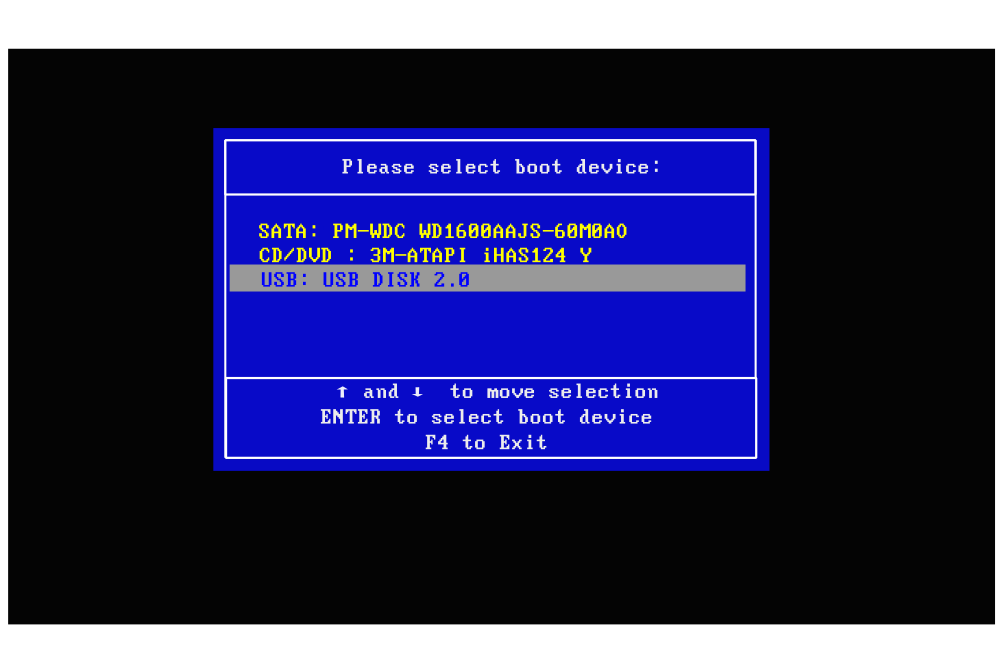 Please select boot device:
SATA: PM-WDC WD1600AAJS-60M0A0
CD/DVD : 3M-ATAPI iHAS124 Y
USB: USB DISK 2.0
↑ and ↓ to move selection
ENTER to select boot device
F4 to Exit